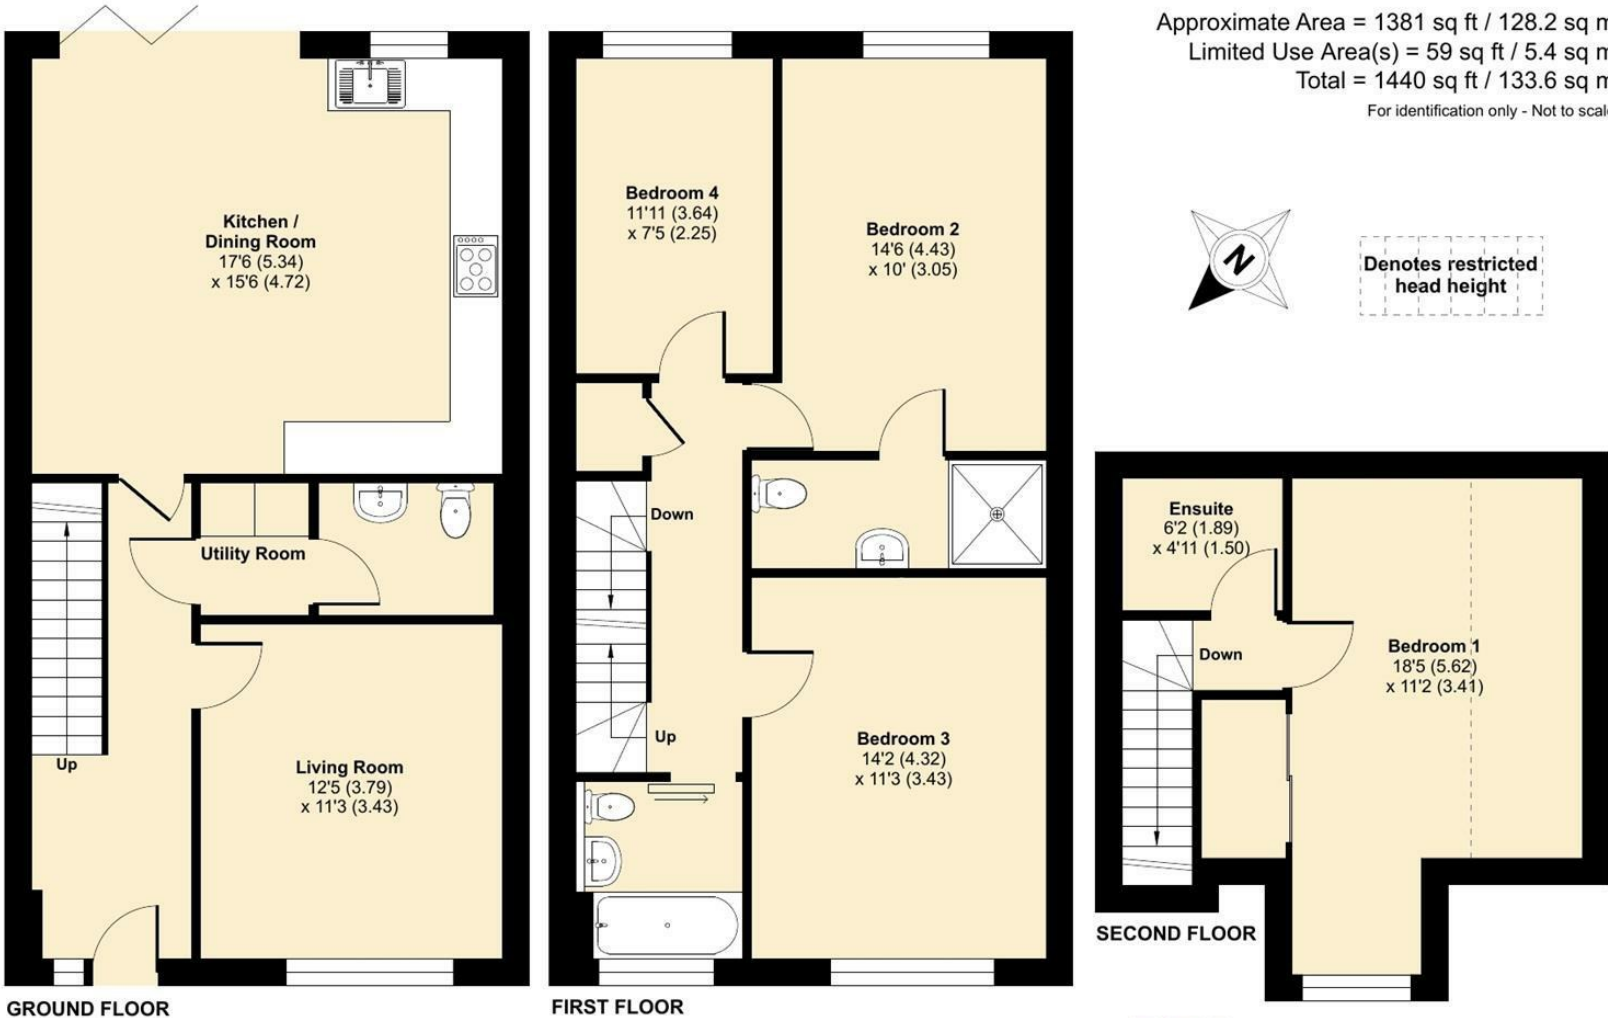 Approximate Area = 1381 sq ft / 128.2 sq m
Limited Use Area(s) = 59 sq ft / 5.4 sq m
Total = 1440 sq ft / 133.6 sq m
For identification only - Not to scale
N
Denotes restricted
head height
Kitchen /
Dining Room
17'6 (5.34)
x 15'6 (4.72)
Utility Room
Up
Living Room
12'5 (3.79)
x 11'3 (3.43)
GROUND FLOOR
Bedroom 4
11'11 (3.64)
x 7'5 (2.25)
Bedroom 2
14'6 (4.43)
x 10' (3.05)
Down
Up
Bedroom 3
14'2 (4.32)
x 11'3 (3.43)
FIRST FLOOR
Ensuite
6'2 (1.89)
x 4'11 (1.50)
Down
Bedroom 1
18'5 (5.62)
x 11'2 (3.41)
SECOND FLOOR